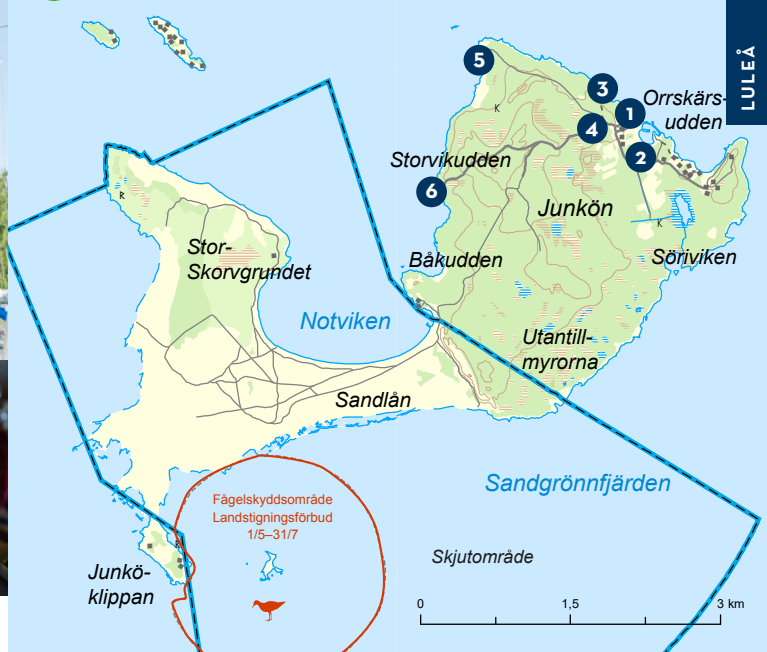 LULEÅ
5
3
Orrskärs-
udden
1
4
2
K
Storvikudden
6
R
Junkön
Stor-
Skorvgrundet
K
Båkudden
Söriviken
Notviken
Utantill-
myrorna
Sandlån
Sandgrönnfjärden
Fågelskyddsområde
Landstigningsförbud
1/5–31/7
R
Skjutområde
Junkö-
klippan
0
1,5
3 km